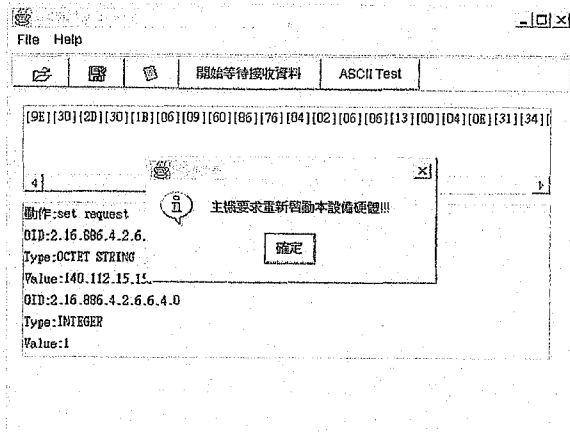 File Help
開始等待接收資料 ASCII Test
[9E][30][2D][30][1B][06][09][60][86][76][84][02][06][06][13][00][04][0E][31][34][
主機要求重新啟動本設備硬體!!!
確定
動作:set request
OID:2.16.886.4.2.6.
Type:OCTET STRING
Value:140.112.15.15
OID:2.16.886.4.2.6.6.4.0
Type:INTEGER
Value:1